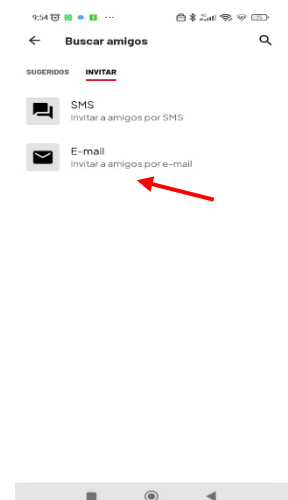 9:54
Buscar amigos
SUGERIDOS INVITAR
SMS
Invitar a amigos por SMS
E-mail
Invitar a amigos por e-mail